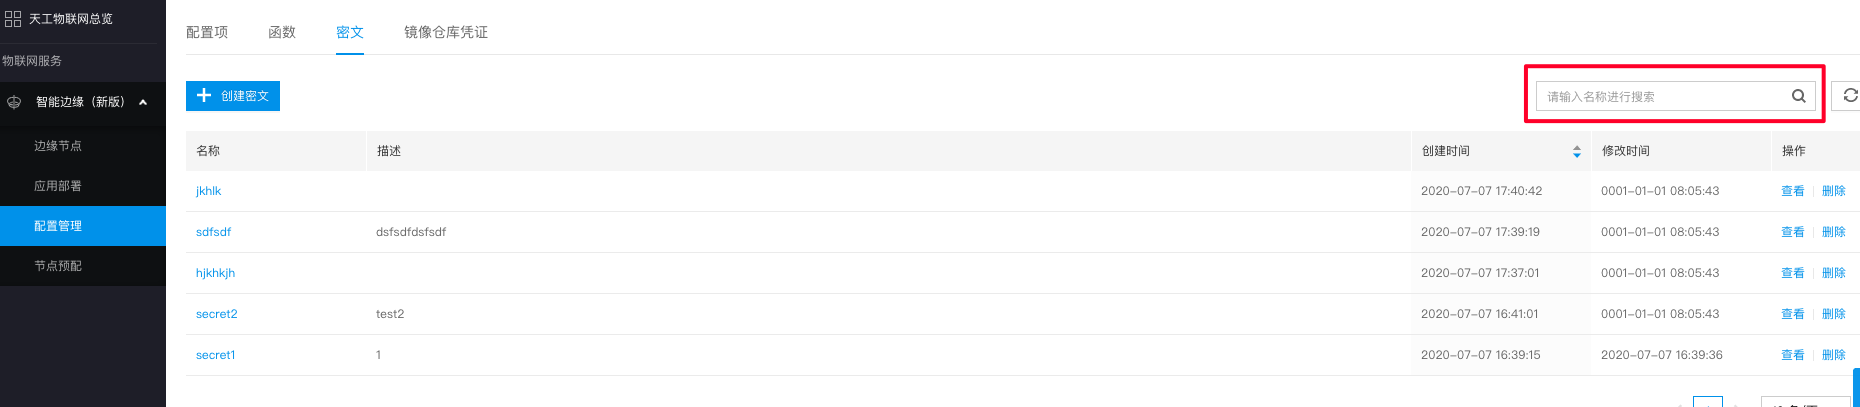 天工物联网总览
物联网服务
智能边缘（新版）
边缘节点
应用部署
配置管理
节点预配
配置项 函数 密文 镜像仓库凭证
创建密文
请输入名称进行搜索
名称 描述 创建时间 修改时间 操作
jkhlk 2020-07-07 17:40:42 0001-01-01 08:05:43 查看 删除
sdfsdf dsfsdfdsfsdf 2020-07-07 17:39:19 0001-01-01 08:05:43 查看 删除
hjkhkjh 2020-07-07 17:37:01 0001-01-01 08:05:43 查看 删除
secret2 test2 2020-07-07 16:41:01 0001-01-01 08:05:43 查看 删除
secret1 1 2020-07-07 16:39:15 2020-07-07 16:39:36 查看 删除